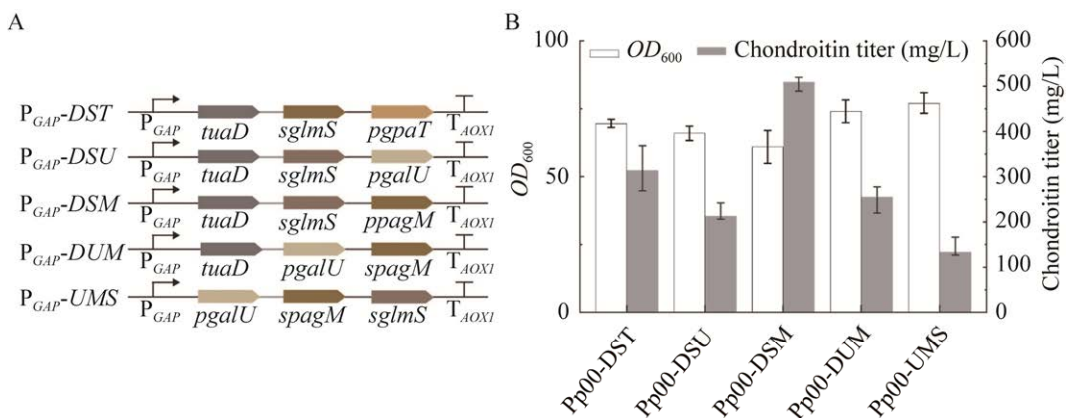 A
P_GAP-DST
P_GAP
tuaD
sglmS
pgpaT
T_AOX1
P_GAP-DSU
P_GAP
tuaD
sglmS
pgalU
T_AOX1
P_GAP-DSM
P_GAP
tuaD
sglmS
ppagM
T_AOX1
P_GAP-DUM
P_GAP
tuaD
pgalU
spagM
T_AOX1
P_GAP-UMS
P_GAP
pgalU
spagM
sglmS
T_AOX1
B
OD_600
Chondroitin titer (mg/L)
100
50
0
OD_600
600
500
400
300
200
100
0
Chondroitin titer (mg/L)
Pp00-DST
Pp00-DSU
Pp00-DSM
Pp00-DUM
Pp00-UMS